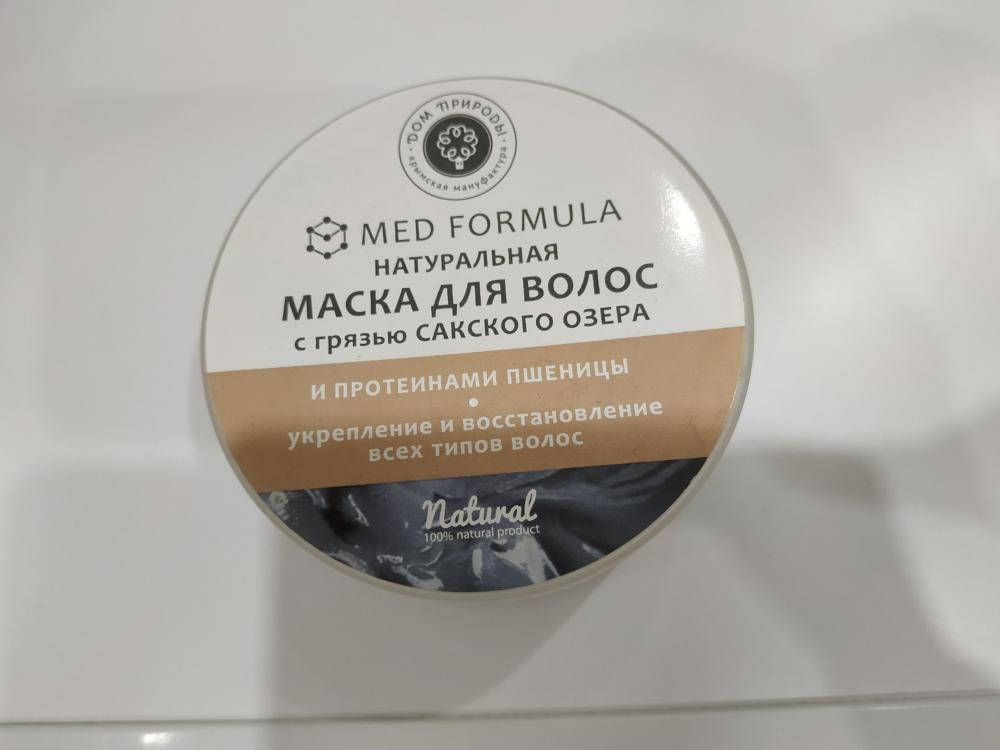 ДОМ ПРИРОДЫ
крымская мануфактура
MED FORMULA
НАТУРАЛЬНАЯ
МАСКА ДЛЯ ВОЛОС
с грязью САКСКОГО ОЗЕРА
И ПРОТЕИНАМИ ПШЕНИЦЫ
•
укрепление и восстановление
всех типов волос
Natural
100% natural product